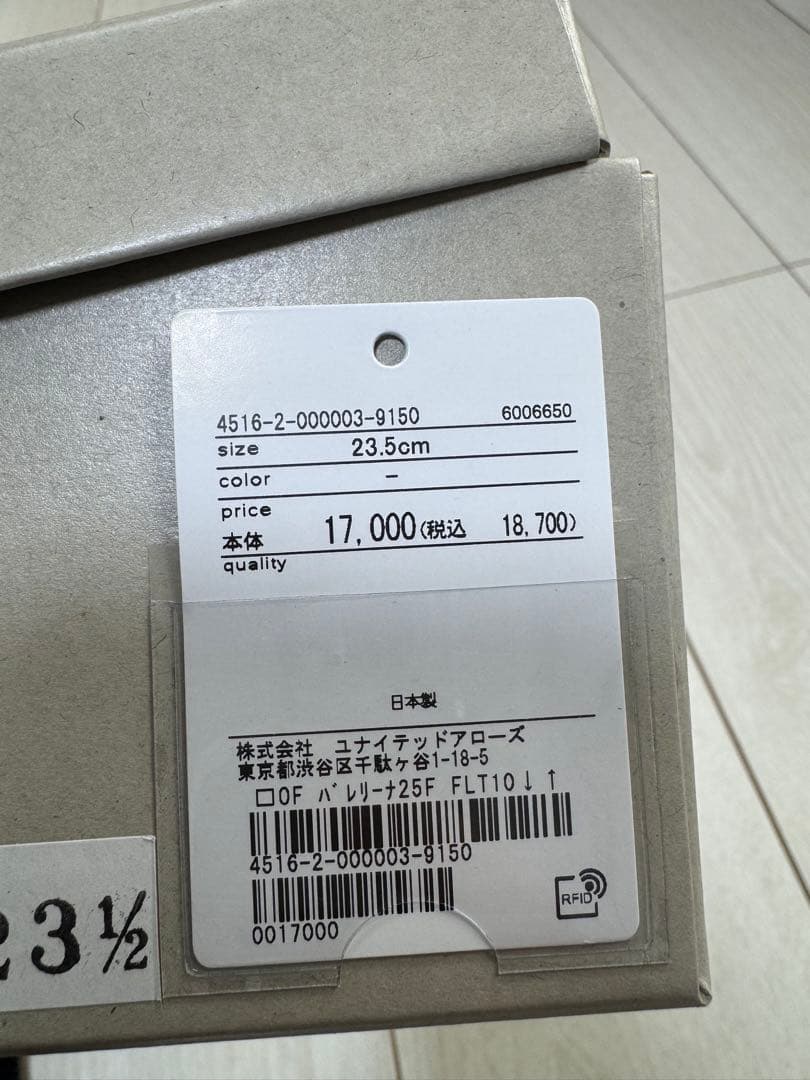 4516-2-000003-9150 6006650
size 23.5cm
color -
price
本体 17,000(税込 18,700)
quality
日本製
株式会社 ユナイテッドアローズ
東京都渋谷区千駄ヶ谷1-18-5
□OF バレリーナ25F FLT10↓ ↑
4516-2-000003-9150
0017000
RFID
23½